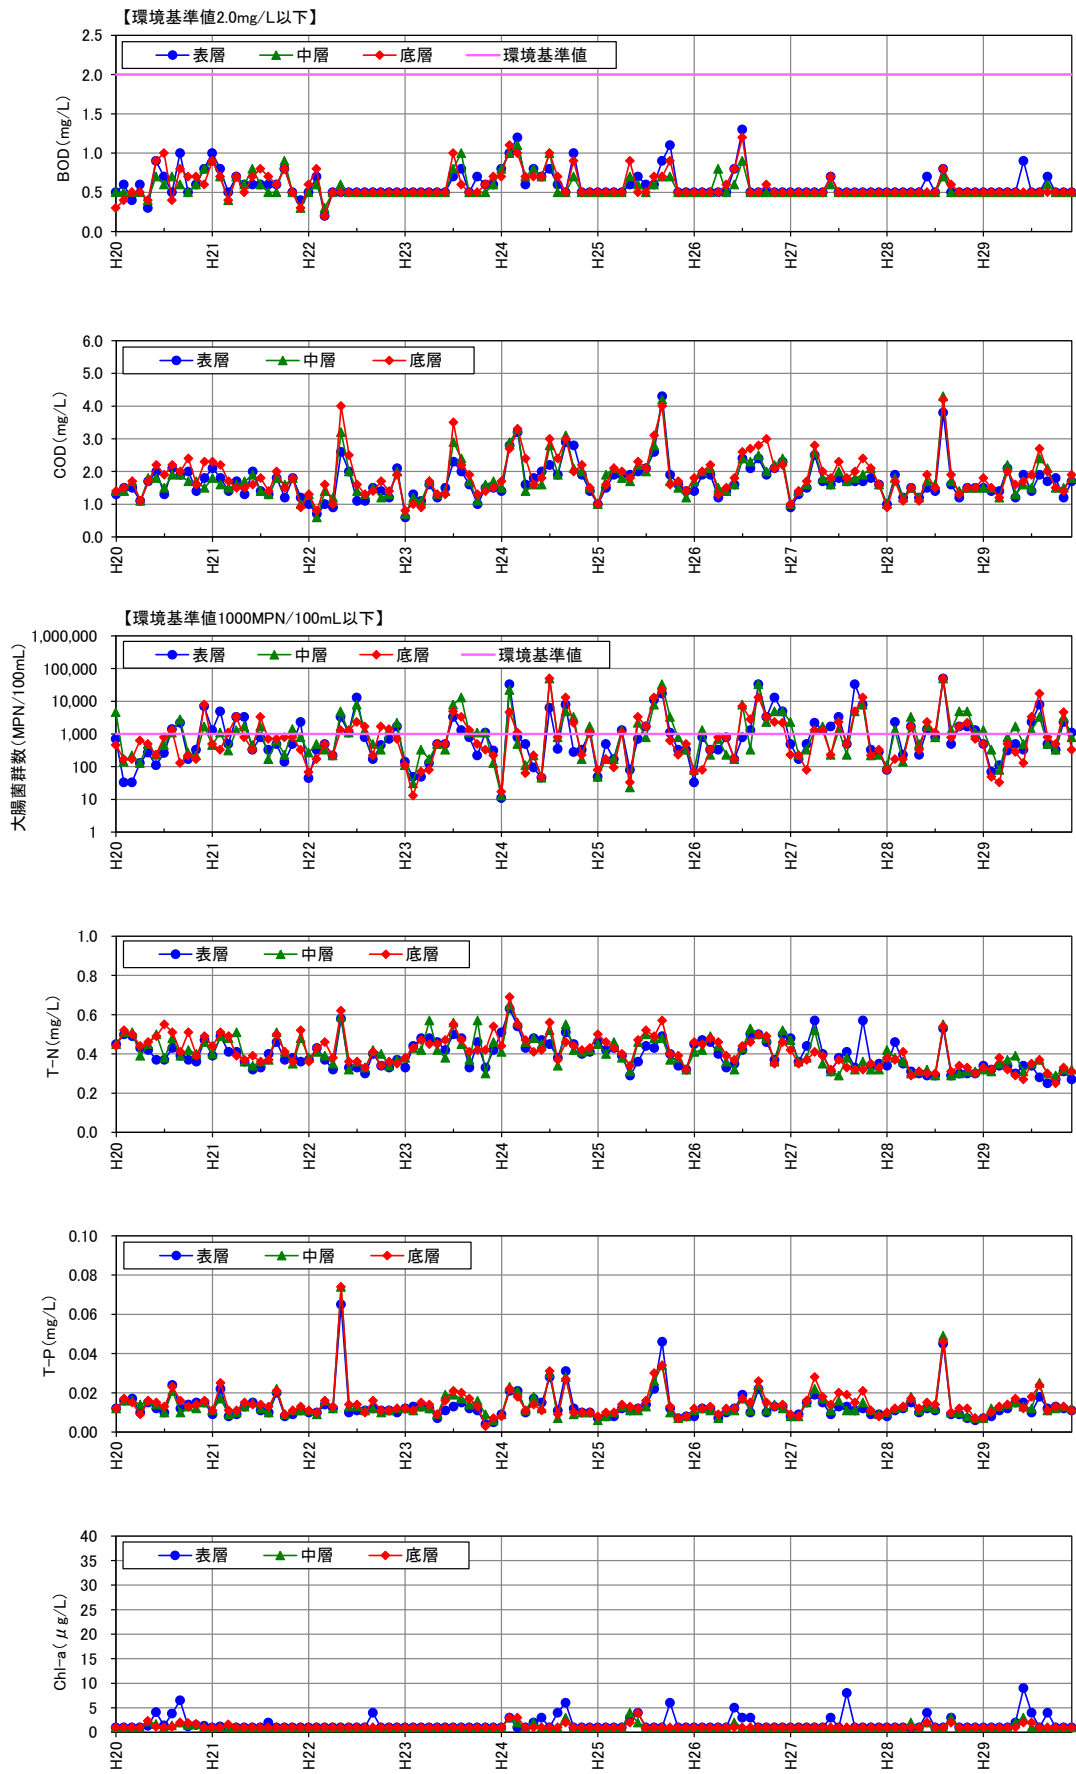 【環境基準値2.0mg/L以下】
BOD(mg/L)
2.5
2.0
1.5
1.0
0.5
0.0
表層 中層 底層 環境基準値
H20 H21 H22 H23 H24 H25 H26 H27 H28 H29
COD(mg/L)
6.0
5.0
4.0
3.0
2.0
1.0
0.0
表層 中層 底層
H20 H21 H22 H23 H24 H25 H26 H27 H28 H29
【環境基準値1000MPN/100mL以下】
大腸菌群数(MPN/100mL)
1,000,000
100,000
10,000
1,000
100
10
1
表層 中層 底層 環境基準値
H20 H21 H22 H23 H24 H25 H26 H27 H28 H29
T-N(mg/L)
1.0
0.8
0.6
0.4
0.2
0.0
表層 中層 底層
H20 H21 H22 H23 H24 H25 H26 H27 H28 H29
T-P(mg/L)
0.10
0.08
0.06
0.04
0.02
0.00
表層 中層 底層
H20 H21 H22 H23 H24 H25 H26 H27 H28 H29
Chl-a(μg/L)
40
35
30
25
20
15
10
5
0
表層 中層 底層
H20 H21 H22 H23 H24 H25 H26 H27 H28 H29